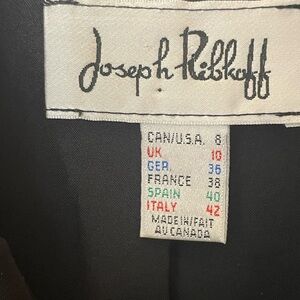 Joseph Ribkoff
CAN/U.S.A. 8
UK 10
GER. 36
FRANCE 38
SPAIN 40
ITALY 42
MADE IN/FAIT
AU CANADA